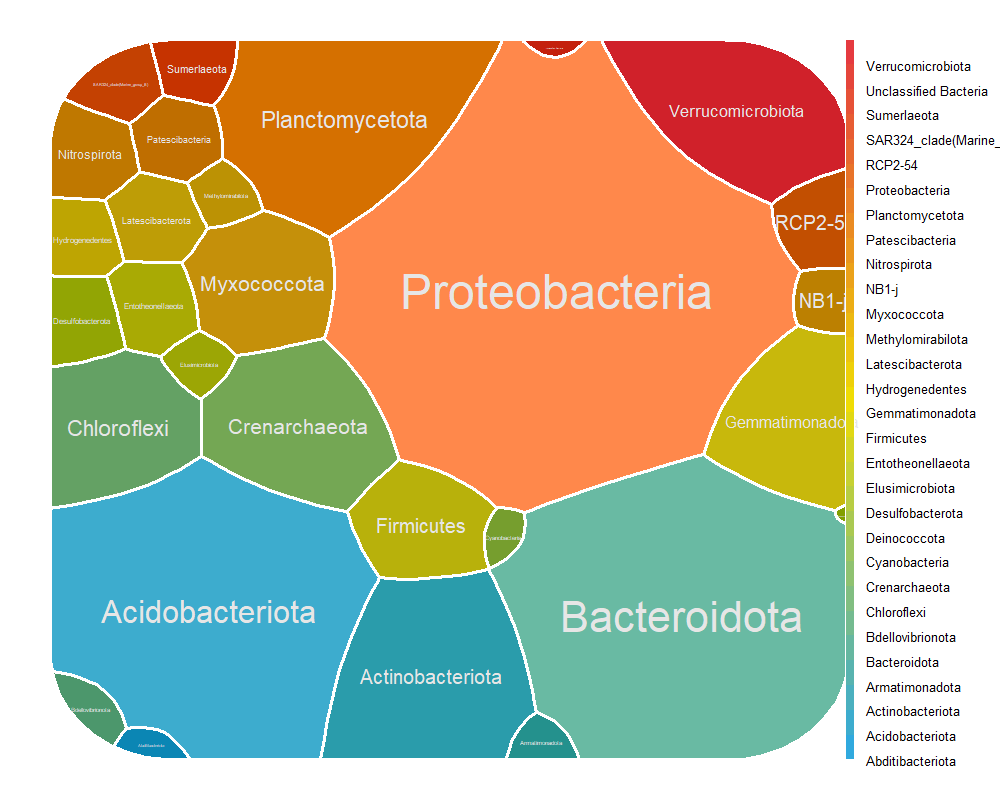 Sumerlaeota
SAR324_clade(Marine_group_B)
Planctomycetota
Verrucomicrobiota
Patescibacteria
Nitrospirota
Methylomirabilota
Latescibacterota
RCP2-5
Hydrogenedentes
Myxococcota
Proteobacteria
NB1-j
Entotheonellaeota
Desulfobacterota
Elusimicrobiota
Gemmatimonadota
Chloroflexi
Crenarchaeota
Firmicutes
Cyanobacteria
Acidobacteriota
Bacteroidota
Actinobacteriota
Bdellovibrionota
Abditibacteriota
Armatimonadota
Verrucomicrobiota
Unclassified Bacteria
Sumerlaeota
SAR324_clade(Marine_
RCP2-54
Proteobacteria
Planctomycetota
Patescibacteria
Nitrospirota
NB1-j
Myxococcota
Methylomirabilota
Latescibacterota
Hydrogenedentes
Gemmatimonadota
Firmicutes
Entotheonellaeota
Elusimicrobiota
Desulfobacterota
Deinococcota
Cyanobacteria
Crenarchaeota
Chloroflexi
Bdellovibrionota
Bacteroidota
Armatimonadota
Actinobacteriota
Acidobacteriota
Abditibacteriota